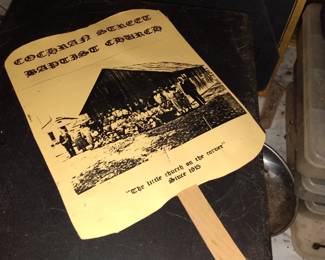 COCHRAN STREET
BAPTIST CHURCH
"The little church on the corner"
Since 1915